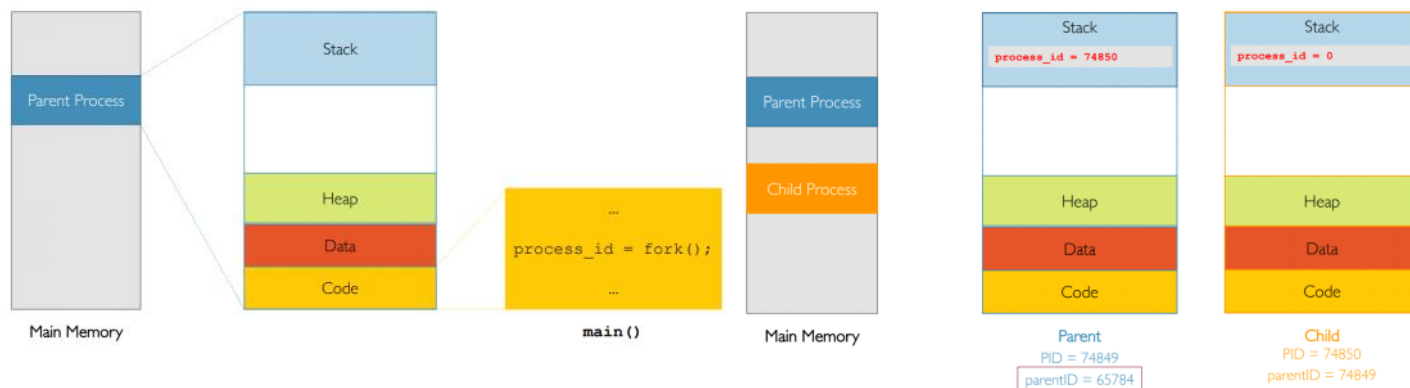 Parent Process
Main Memory
Stack
Heap
Data
Code
...
process_id = fork();
...
main()
Parent Process
Child Process
Main Memory
Stack
process_id = 74850
Heap
Data
Code
Parent
PID = 74849
parentID = 65784
Stack
process_id = 0
Heap
Data
Code
Child
PID = 74850
parentID = 74849